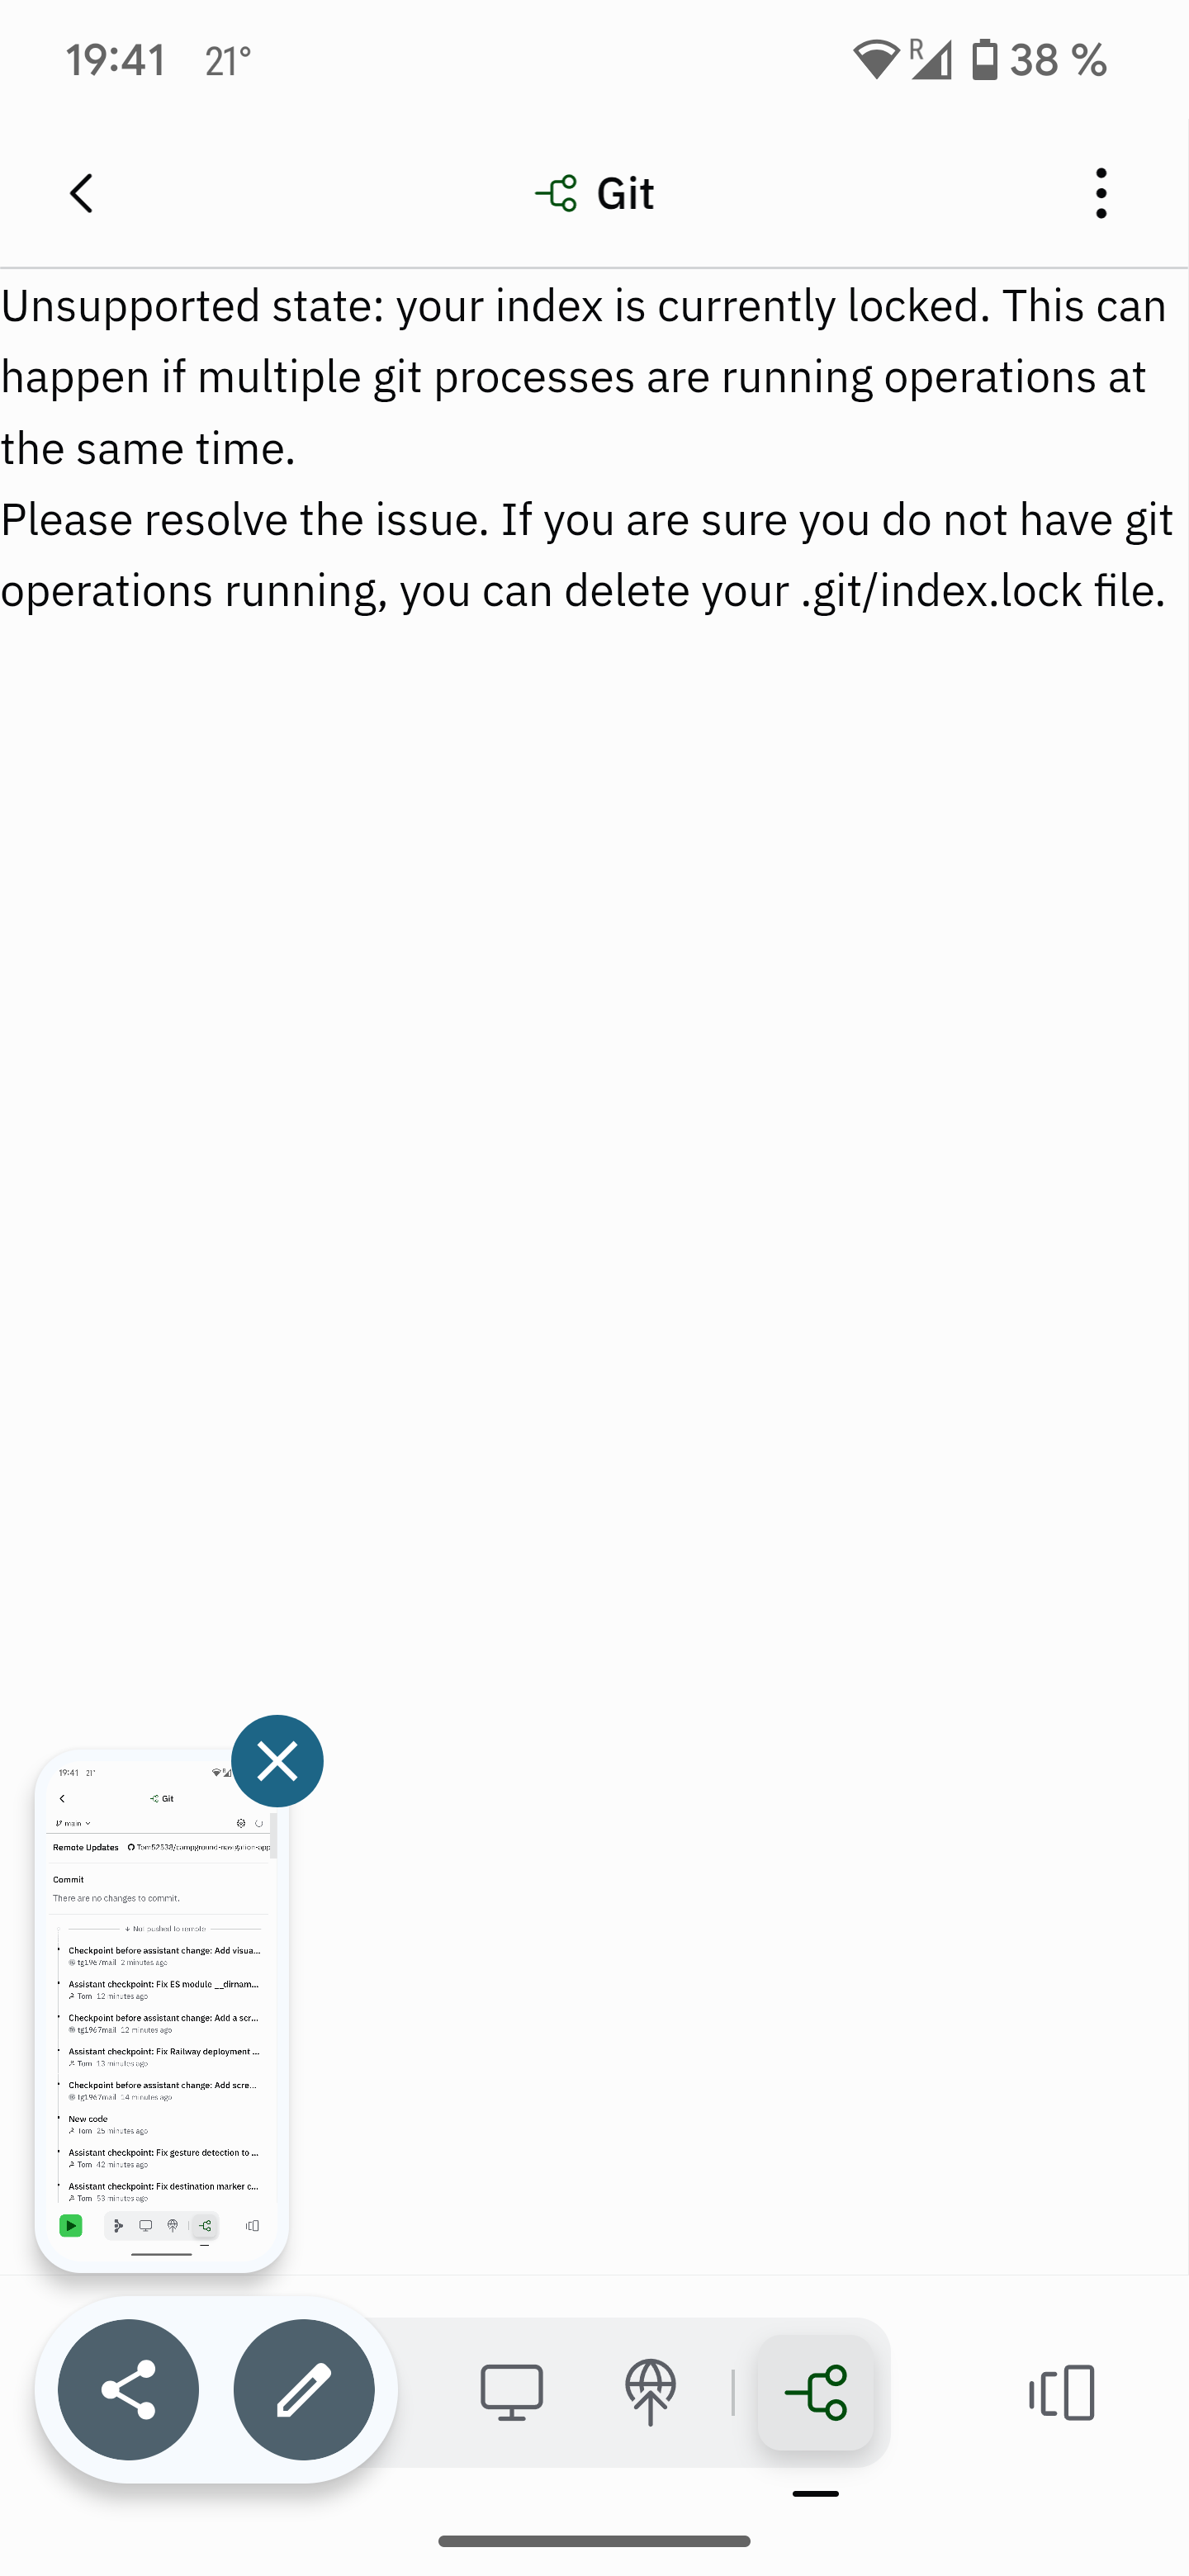 19:41 21° R 38 %
Git
Unsupported state: your index is currently locked. This can
happen if multiple git processes are running operations at
the same time.
Please resolve the issue. If you are sure you do not have git
operations running, you can delete your .git/index.lock file.
19:41 21°
Git
main
Remote Updates Tom52538/campground-navigation-app
Commit
There are no changes to commit.
Not pushed to remote
Checkpoint before assistant change: Add visua...
tg1967mail 2 minutes ago
Assistant checkpoint: Fix ES module __dirnam...
Tom 12 minutes ago
Checkpoint before assistant change: Add a scr...
tg1967mail 12 minutes ago
Assistant checkpoint: Fix Railway deployment ...
Tom 13 minutes ago
Checkpoint before assistant change: Add scre...
tg1967mail 14 minutes ago
New code
Tom 25 minutes ago
Assistant checkpoint: Fix gesture detection to ...
Tom 42 minutes ago
Assistant checkpoint: Fix destination marker c...
Tom 53 minutes ago